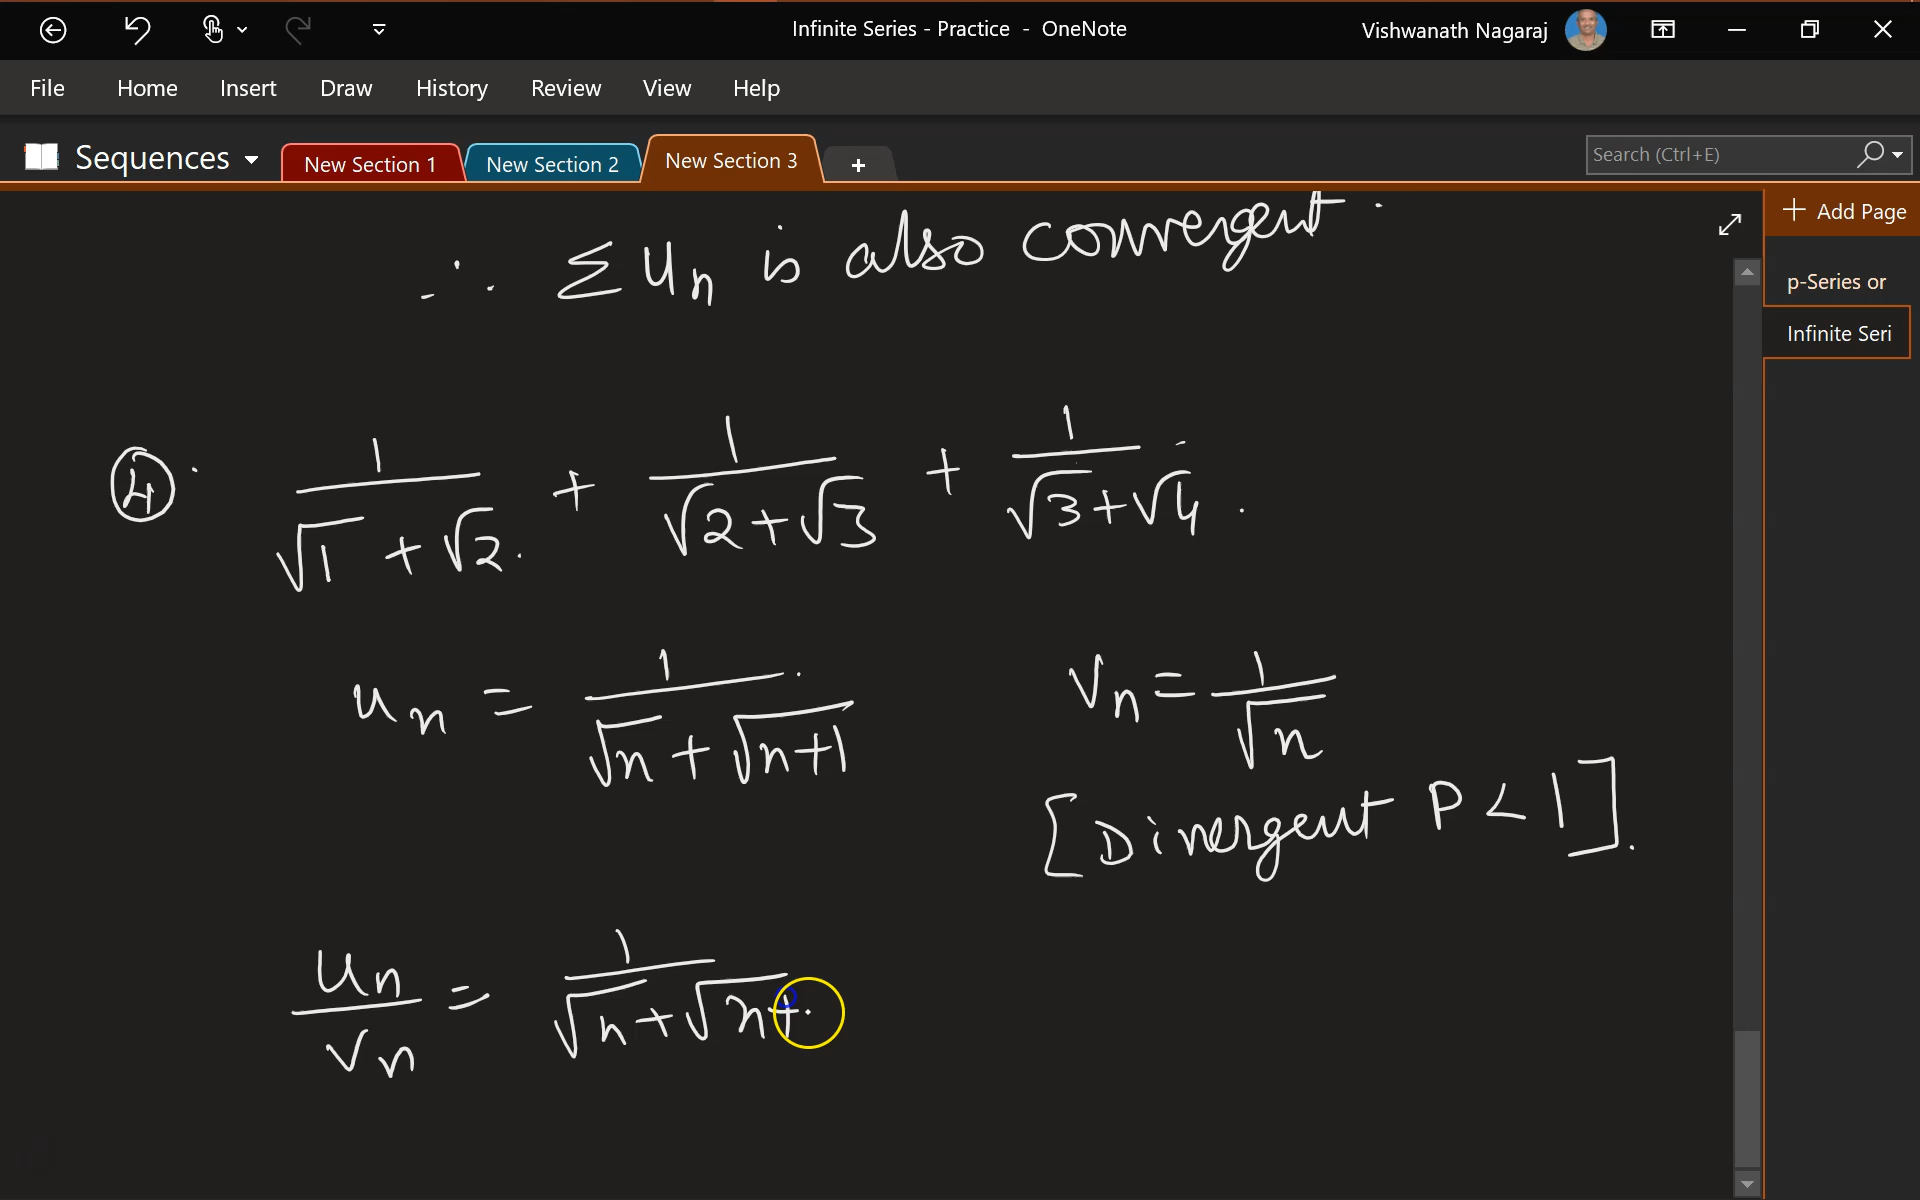 Infinite Series - Practice - OneNote
Vishwanath Nagaraj
File Home Insert Draw History Review View Help
Sequences New Section 1 New Section 2 New Section 3 +
Search (Ctrl+E)
+ Add Page
p-Series or
Infinite Seri
∴ Σ un is also convergent.
4. 1/(√1 + √2) + 1/(√2 + √3) + 1/(√3 + √4) .
un = 1/(√n + √(n+1))
vn = 1/√n
[Divergent P < 1].
un/vn = 1/(√n + √(n+